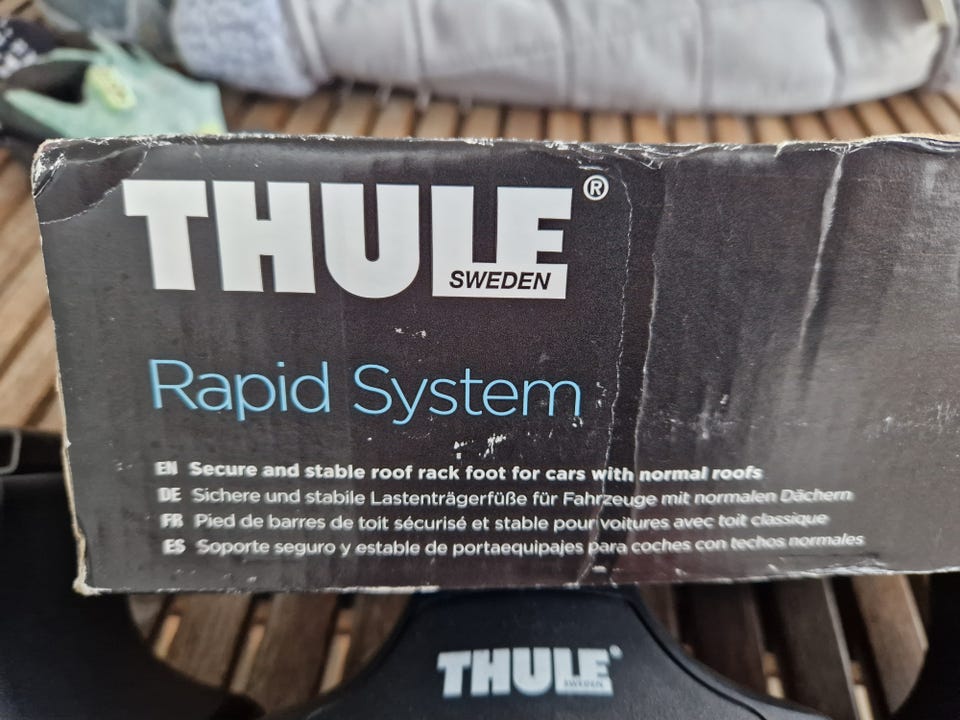 THULE®
SWEDEN
Rapid System
EN Secure and stable roof rack foot for cars with normal roofs
DE Sichere und stabile Lastenträgerfüße für Fahrzeuge mit normalen Dächern
FR Pied de barres de toit sécurisé et stable pour voitures avec toit classique
ES Soporte seguro y estable de portaequipajes para coches con techos normales
THULE®
SWEDEN